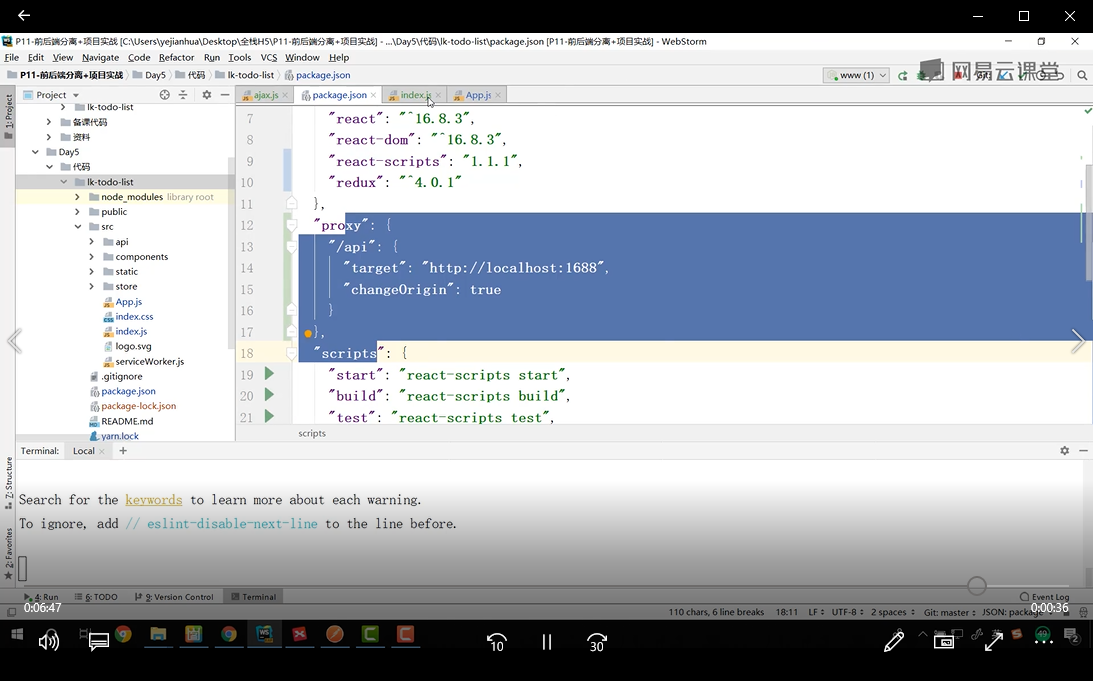 P11-前后端分离+项目实战 [C:\Users\yejianhua\Desktop\全栈H5\P11-前后端分离+项目实战] - ...\Day5\代码\lk-todo-list\package.json [P11-前后端分离+项目实战] - WebStorm
File Edit View Navigate Code Refactor Run Tools VCS Window Help
P11-前后端分离+项目实战 Day5 代码 lk-todo-list package.json www (1)
网易云课堂
1: Project
Project
ajax.js package.json index.js App.js
lk-todo-list
备课代码
资料
Day5
代码
lk-todo-list
node_modules library root
public
src
api
components
static
store
App.js
index.css
index.js
logo.svg
serviceWorker.js
.gitignore
package.json
package-lock.json
README.md
yarn.lock
7 "react": "^16.8.3",
8 "react-dom": "^16.8.3",
9 "react-scripts": "1.1.1",
10 "redux": "^4.0.1"
11 },
12 "proxy": {
13 "/api": {
14 "target": "http://localhost:1688",
15 "changeOrigin": true
16 }
17 },
18 "scripts": {
19 "start": "react-scripts start",
20 "build": "react-scripts build",
21 "test": "react-scripts test",
scripts
Terminal: Local +
Z: Structure
2: Favorites
Search for the keywords to learn more about each warning.
To ignore, add // eslint-disable-next-line to the line before.
4: Run 6: TODO 9: Version Control Terminal Event Log
0:06:47 0:00:36
110 chars, 6 line breaks 18:11 LF UTF-8 2 spaces Git: master JSON: package
10 30